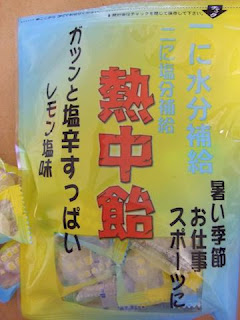 一に水分補給
二に塩分補給
熱中飴
ガツンと塩辛すっぱい
レモン塩味
暑い季節
お仕事
スポーツに